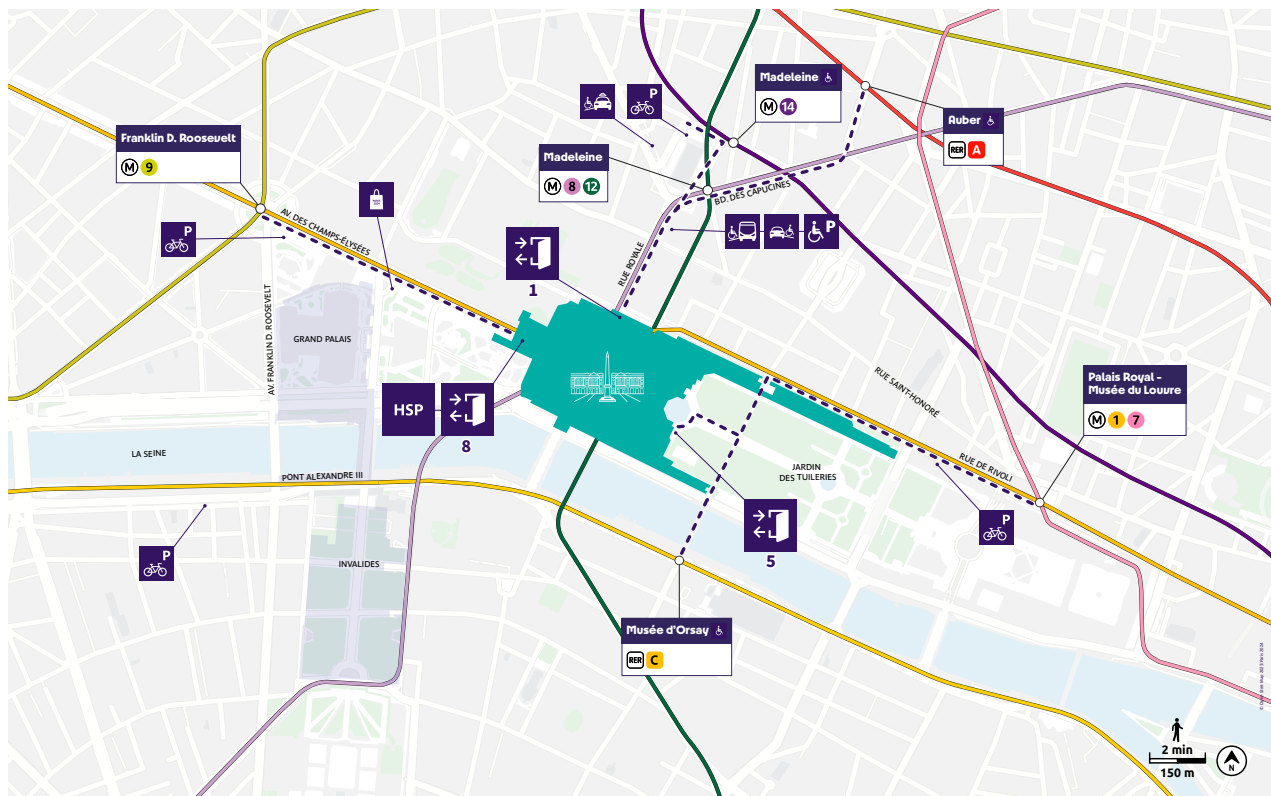 Madeleine
M 14
P
Auber
RER A
Franklin D. Roosevelt
M 9
Madeleine
M 8 12
BD. DES CAPUCINES
AV. DES CHAMPS-ÉLYSÉES
P
P
RUE ROYALE
1
AV. FRANKLIN D. ROOSEVELT
GRAND PALAIS
RUE SAINT-HONORÉ
Palais Royal -
Musée du Louvre
M 1 7
HSP
8
LA SEINE
PONT ALEXANDRE III
JARDIN
DES TUILERIES
RUE DE RIVOLI
P
5
P
INVALIDES
Musée d'Orsay
RER C
2 min
150 m
N